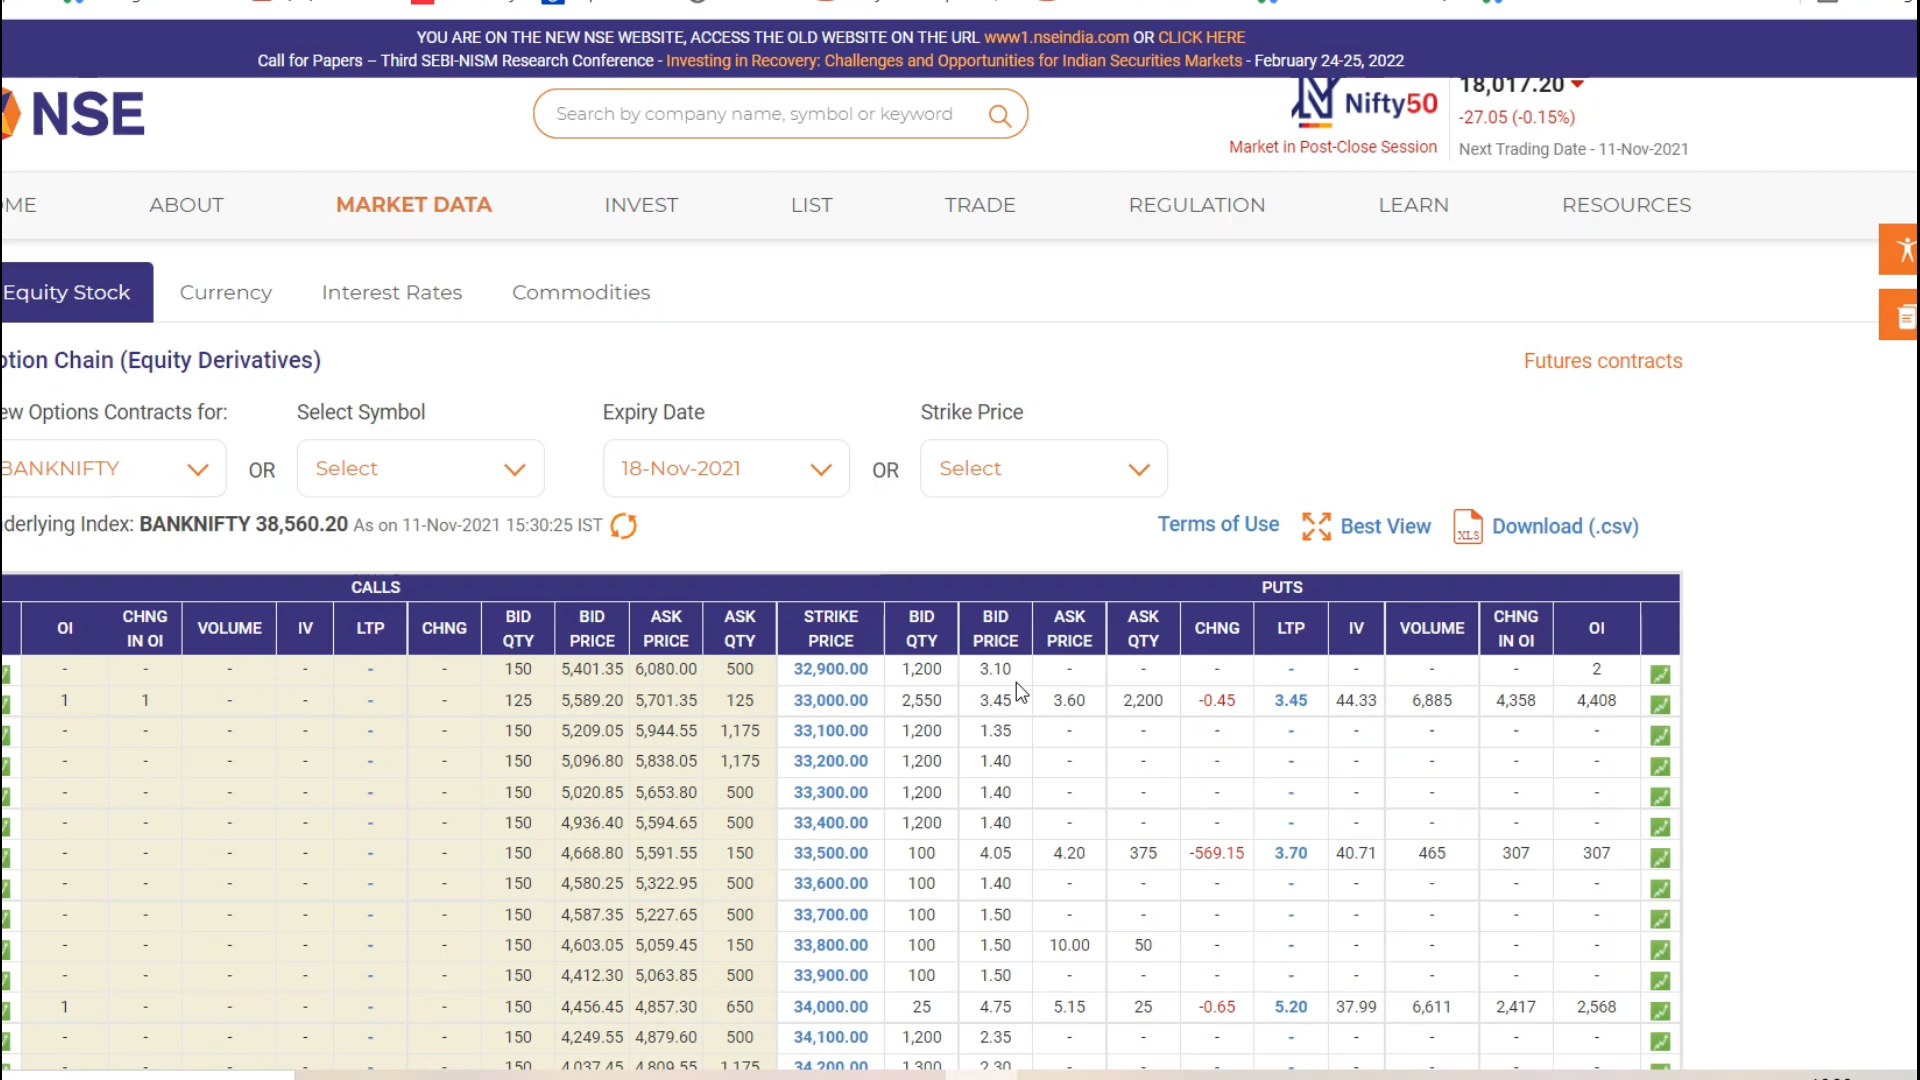 YOU ARE ON THE NEW NSE WEBSITE, ACCESS THE OLD WEBSITE ON THE URL www1.nseindia.com OR CLICK HERE
Call for Papers – Third SEBI-NISM Research Conference - Investing in Recovery: Challenges and Opportunities for Indian Securities Markets - February 24-25, 2022
NSE
Search by company name, symbol or keyword
Nifty50
18,017.20
-27.05 (-0.15%)
Market in Post-Close Session
Next Trading Date - 11-Nov-2021
OME ABOUT MARKET DATA INVEST LIST TRADE REGULATION LEARN RESOURCES
Equity Stock Currency Interest Rates Commodities
ption Chain (Equity Derivatives) Futures contracts
ew Options Contracts for: Select Symbol Expiry Date Strike Price
BANKNIFTY OR Select 18-Nov-2021 OR Select
derlying Index: BANKNIFTY 38,560.20 As on 11-Nov-2021 15:30:25 IST Terms of Use Best View XLS Download (.csv)
CALLS PUTS
OI CHNG IN OI VOLUME IV LTP CHNG BID QTY BID PRICE ASK PRICE ASK QTY STRIKE PRICE BID QTY BID PRICE ASK PRICE ASK QTY CHNG LTP IV VOLUME CHNG IN OI OI
- - - - - - 150 5,401.35 6,080.00 500 32,900.00 1,200 3.10 - - - - - - - 2
1 1 - - - - 125 5,589.20 5,701.35 125 33,000.00 2,550 3.45 3.60 2,200 -0.45 3.45 44.33 6,885 4,358 4,408
- - - - - - 150 5,209.05 5,944.55 1,175 33,100.00 1,200 1.35 - - - - - - - -
- - - - - - 150 5,096.80 5,838.05 1,175 33,200.00 1,200 1.40 - - - - - - - -
- - - - - - 150 5,020.85 5,653.80 500 33,300.00 1,200 1.40 - - - - - - - -
- - - - - - 150 4,936.40 5,594.65 500 33,400.00 1,200 1.40 - - - - - - - -
- - - - - - 150 4,668.80 5,591.55 150 33,500.00 100 4.05 4.20 375 -569.15 3.70 40.71 465 307 307
- - - - - - 150 4,580.25 5,322.95 500 33,600.00 100 1.40 - - - - - - - -
- - - - - - 150 4,587.35 5,227.65 500 33,700.00 100 1.50 - - - - - - - -
- - - - - - 150 4,603.05 5,059.45 150 33,800.00 100 1.50 10.00 50 - - - - - -
- - - - - - 150 4,412.30 5,063.85 500 33,900.00 100 1.50 - - - - - - - -
1 - - - - - 150 4,456.45 4,857.30 650 34,000.00 25 4.75 5.15 25 -0.65 5.20 37.99 6,611 2,417 2,568
- - - - - - 150 4,249.55 4,879.60 500 34,100.00 1,200 2.35 - - - - - - - -
- - - - - - 150 4,037.45 4,809.55 1,175 34,200.00 1,300 2.30 - - - - - - - -